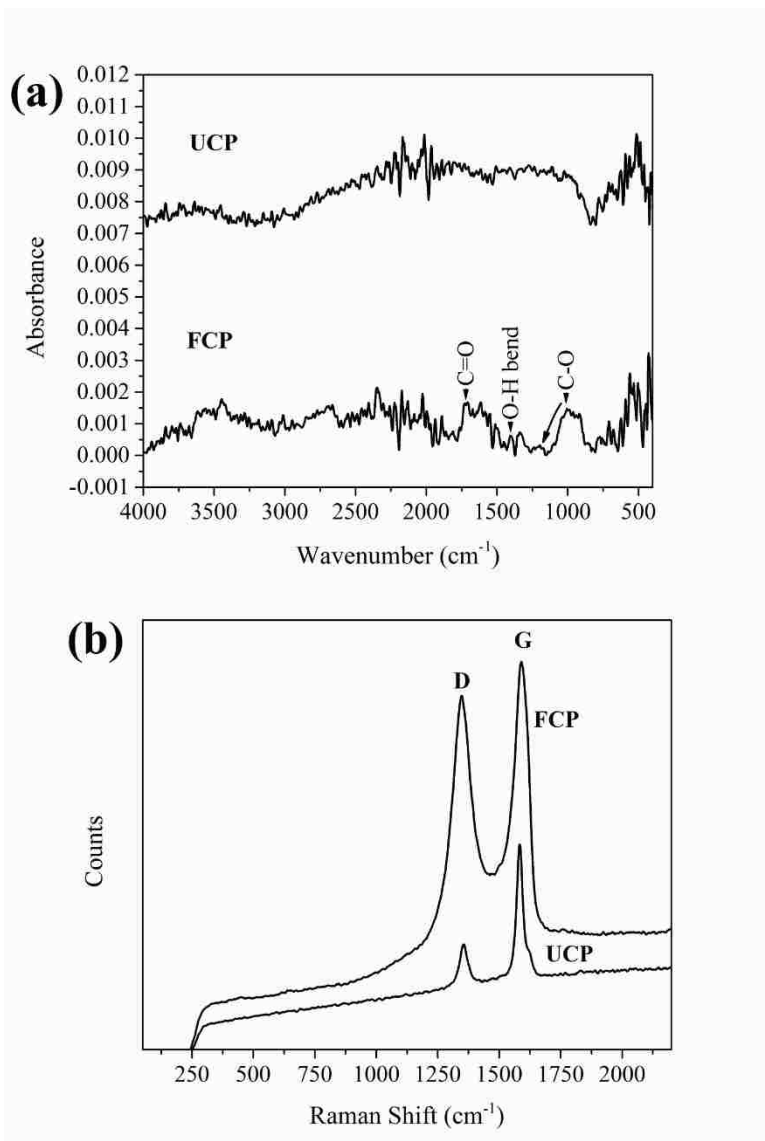 (a)
0.012
0.011
0.010
0.009
0.008
0.007
0.006
0.005
0.004
0.003
0.002
0.001
0.000
-0.001
Absorbance
UCP
FCP
C=O
O-H bend
C-O
4000 3500 3000 2500 2000 1500 1000 500
Wavenumber (cm⁻¹)
(b)
D
G
FCP
UCP
Counts
250 500 750 1000 1250 1500 1750 2000
Raman Shift (cm⁻¹)